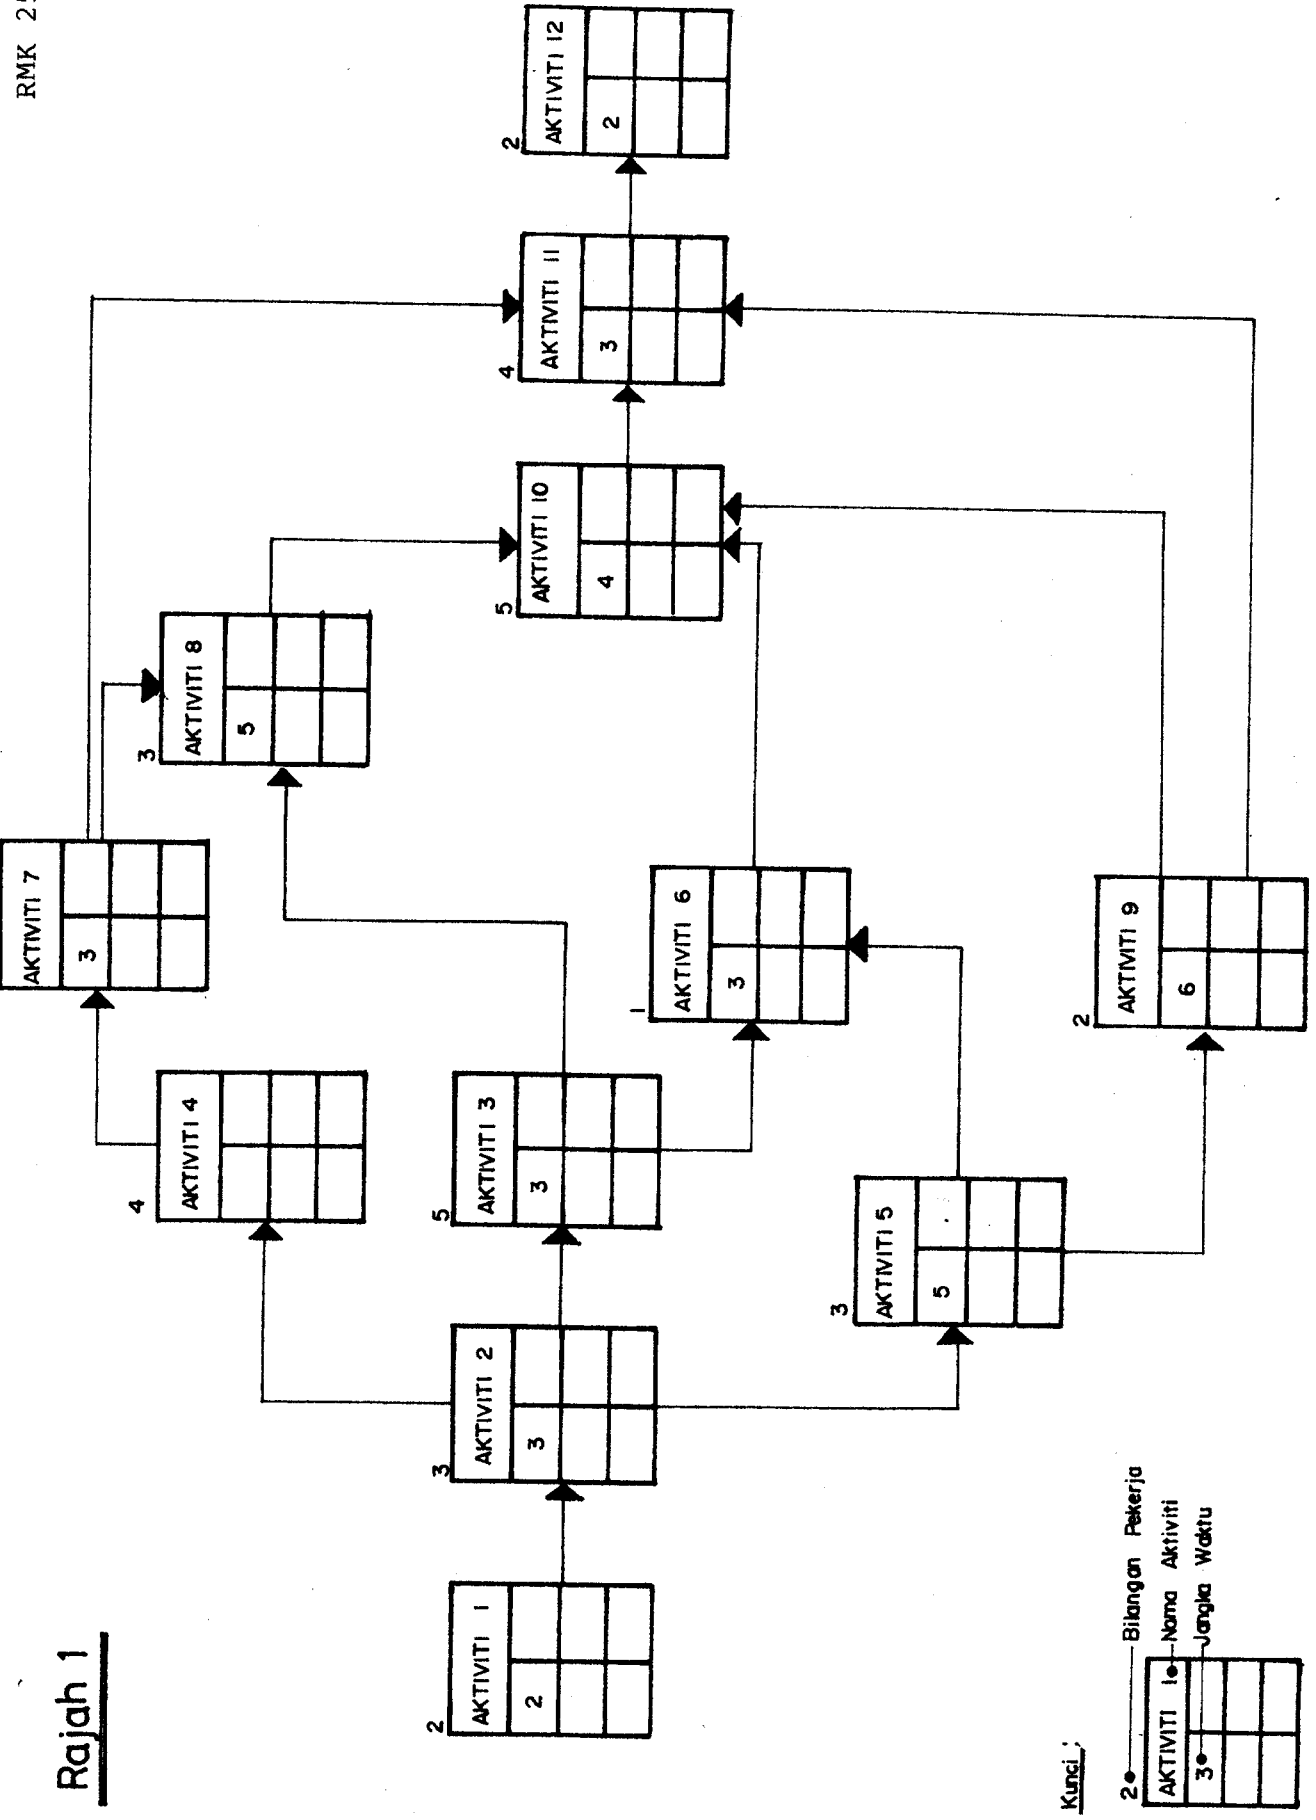 RMK 25
Rajah 1
2
AKTIVITI 1
2
3
AKTIVITI 2
3
4
AKTIVITI 4
5
AKTIVITI 3
3
3
AKTIVITI 5
5
AKTIVITI 7
3
1
AKTIVITI 6
3
2
AKTIVITI 9
6
3
AKTIVITI 8
5
5
AKTIVITI 10
4
4
AKTIVITI 11
3
2
AKTIVITI 12
2
Kunci ;
2 Bilangan Pekerja
AKTIVITI 1 Nama Aktiviti
3 Jangka Waktu